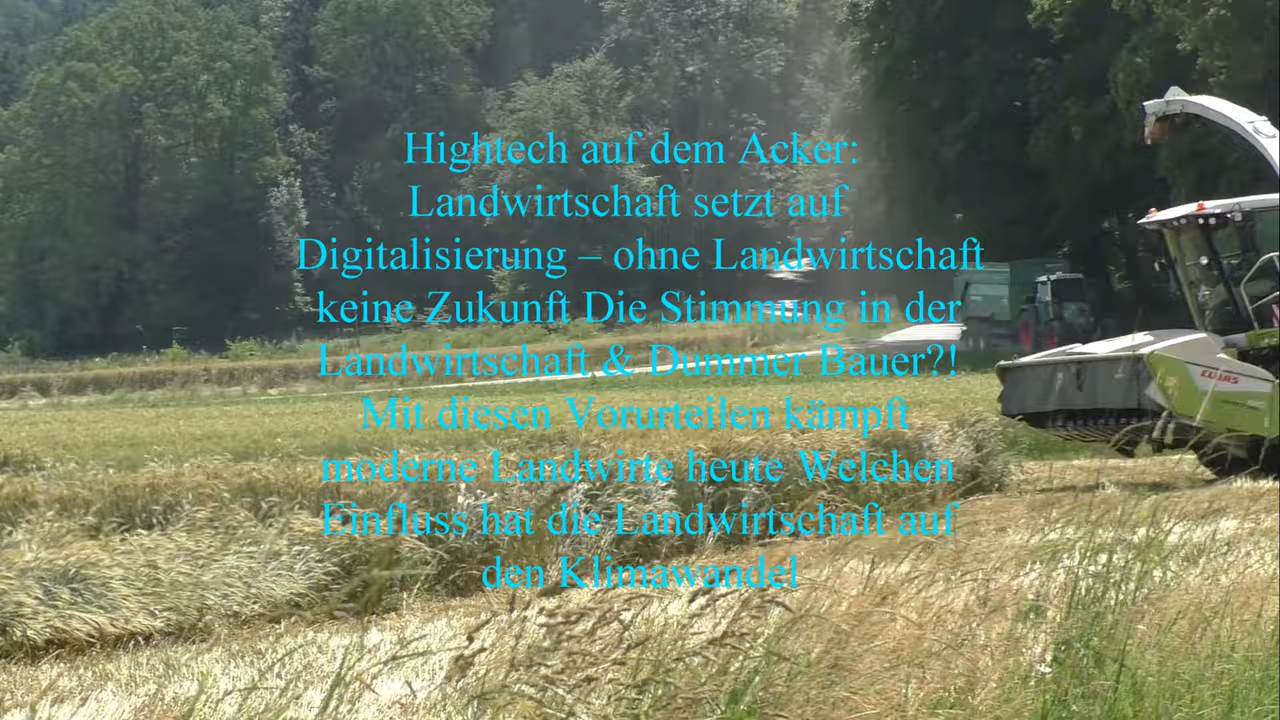 Hightech auf dem Acker:
Landwirtschaft setzt auf
Digitalisierung – ohne Landwirtschaft
keine Zukunft Die Stimmung in der
Landwirtschaft & Dummer Bauer?!
Mit diesen Vorurteilen kämpft
moderne Landwirte heute Welchen
Einfluss hat die Landwirtschaft auf
den Klimawandel
CLAAS